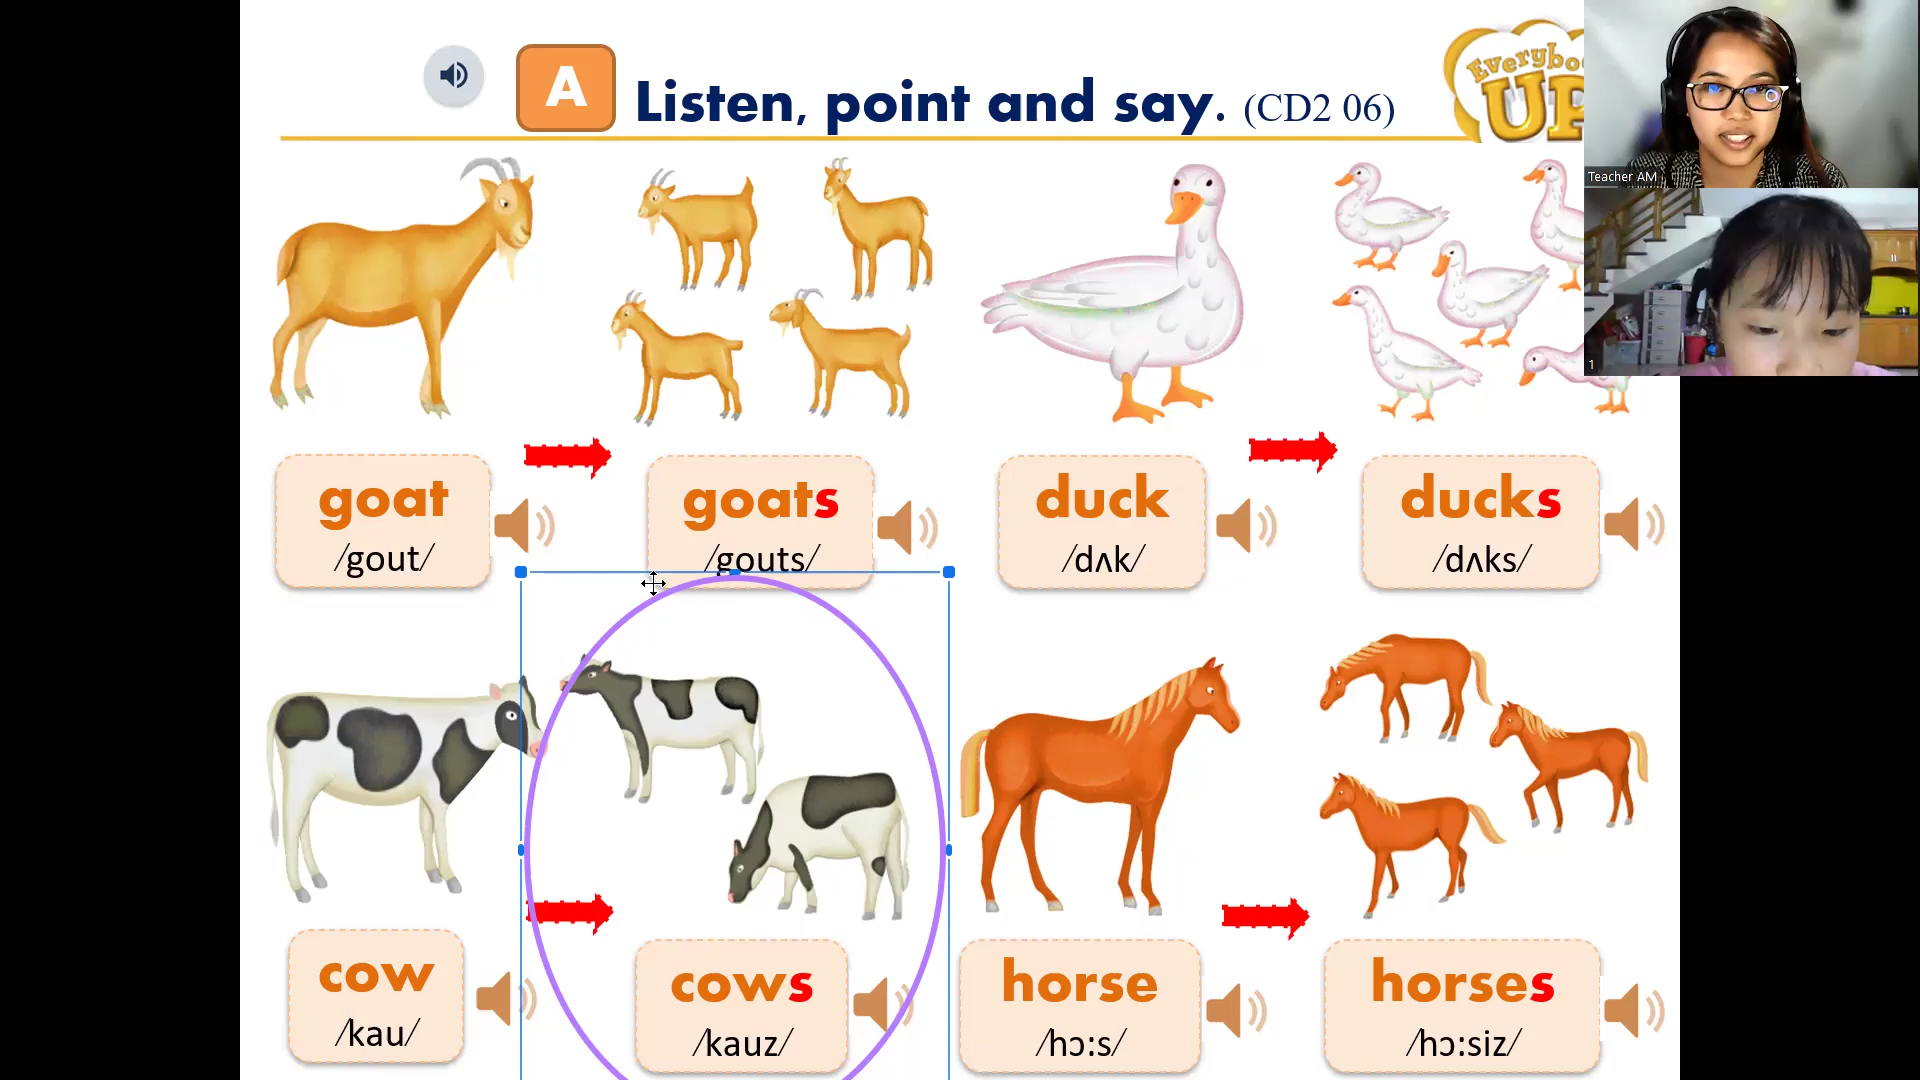 A
Listen, point and say. (CD2 06)
UP
Teacher AM
1
goat
/gout/
goats
/gouts/
duck
/dʌk/
ducks
/dʌks/
cow
/kau/
cows
/kauz/
horse
/hɔ:s/
horses
/hɔ:siz/